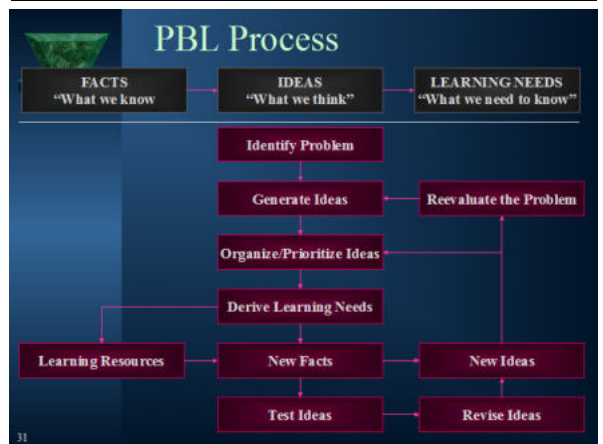 PBL Process
FACTS
“What we know
IDEAS
“What we think”
LEARNING NEEDS
“What we need to know”
Identify Problem
Generate Ideas
Reevaluate the Problem
Organize/Prioritize Ideas
Derive Learning Needs
Learning Resources
New Facts
New Ideas
Test Ideas
Revise Ideas
31